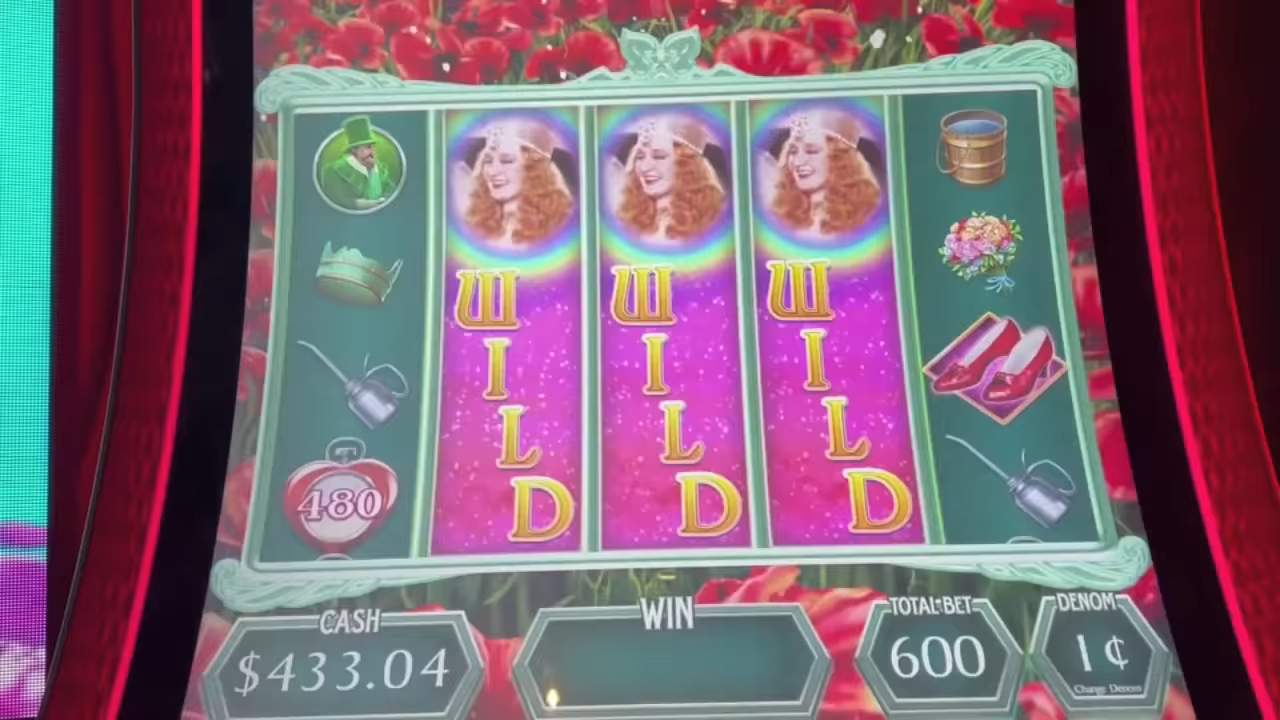 WILD
WILD
WILD
T
480
CASH
$433.04
WIN
TOTAL BET
600
DENOM
1¢
Change Denom